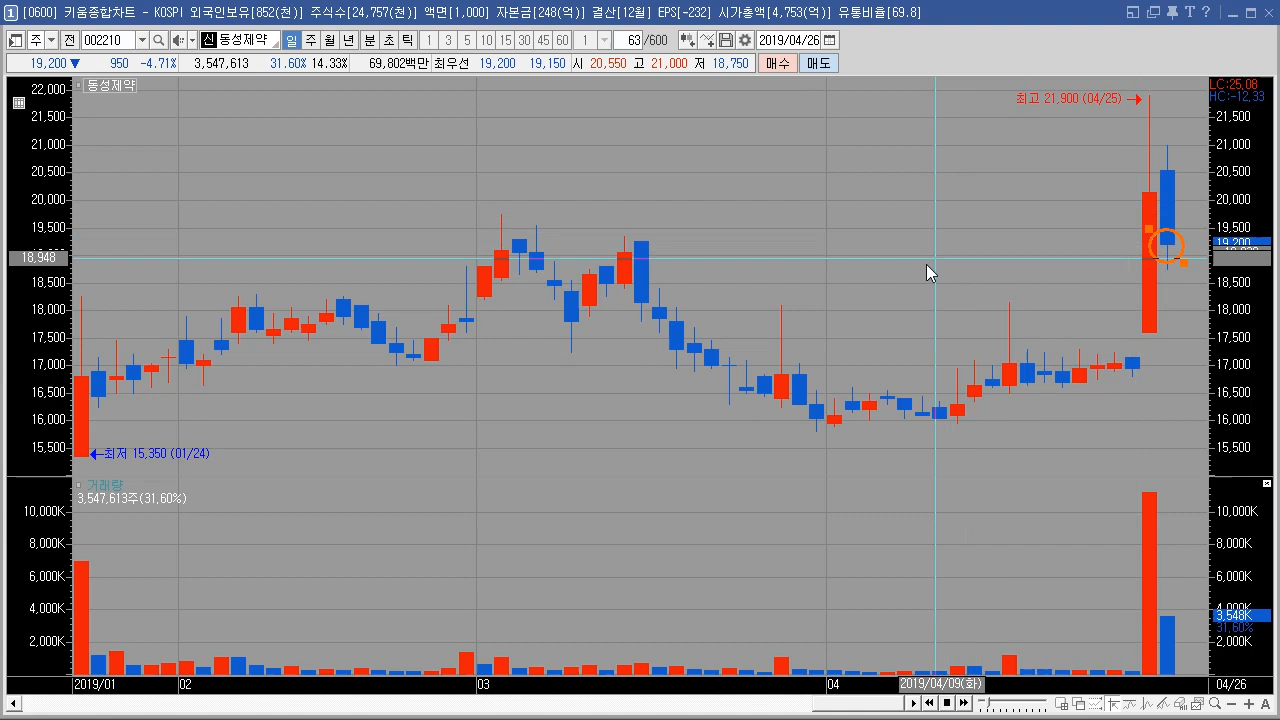 [0600] 키움종합차트 - KOSPI 외국인보유[852(천)] 주식수[24,757(천)] 액면[1,000] 자본금[248(억)] 결산[12월] EPS[-232] 시가총액[4,753(억)] 유통비율[69.8]
주 전 002210 신 동성제약 일 주 월 년 분 초 틱 1 3 5 10 15 30 45 60 1 63 /600 2019/04/26
19,200 ▼ 950 -4.71% 3,547,613 31.60% 14.33% 69,802백만 최우선 19,200 19,150 시 20,550 고 21,000 저 18,750 매수 매도
동성제약
최고 21,900 (04/25)
LC:25,08
HC:-12,33
22,000
21,500 21,500
21,000 21,000
20,500 20,500
20,000 20,000
19,500 19,500
19,200
18,948
18,500 18,500
18,000 18,000
17,500 17,500
17,000 17,000
16,500 16,500
16,000 16,000
15,500 15,500
최저 15,350 (01/24)
거래량
3,547,613주(31,60%)
10,000K 10,000K
8,000K 8,000K
6,000K 6,000K
4,000K 4,000K
3,548K
31,60%
2,000K 2,000K
2019/01 02 03 04 2019/04/09(화) 04/26